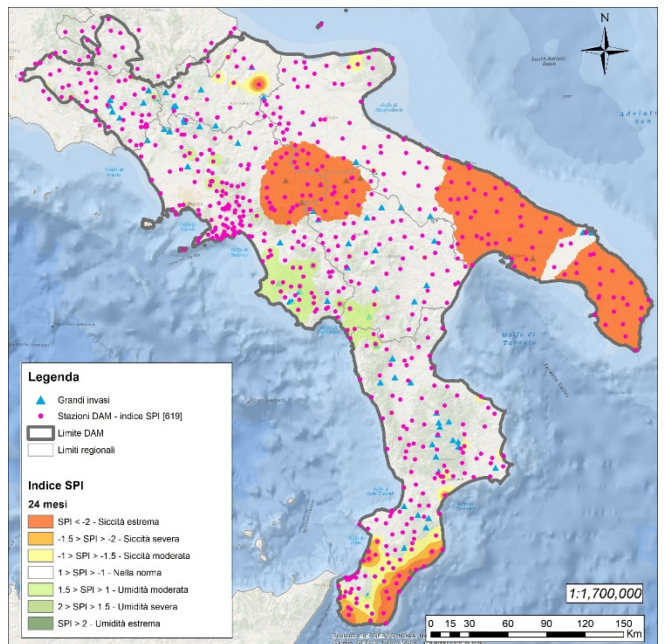 N
Adriatic
Golfo di
Taranto
Legenda
Grandi invasi
Stazioni DAM - indice SPI [619]
Limite DAM
Limiti regionali
Indice SPI
24 mesi
SPI < -2 - Siccità estrema
-1.5 > SPI > -2 - Siccità severa
-1 > SPI > -1.5 - Siccità moderata
1 > SPI > -1 - Nella norma
1.5 > SPI > 1 - Umidità moderata
2 > SPI > 1.5 - Umidità severa
SPI > 2 - Umidità estrema
1:1,700,000
0 15 30 60 90 120 150
Km